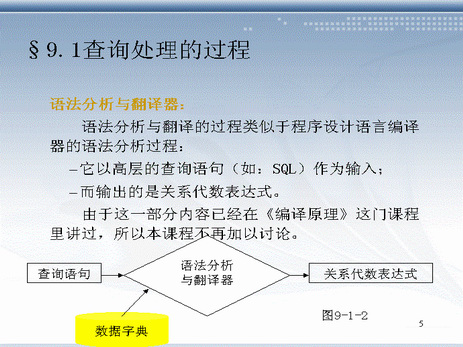 §9.1查询处理的过程
语法分析与翻译器：
语法分析与翻译的过程类似于程序设计语言编译
器的语法分析过程：
–它以高层的查询语句（如：SQL）作为输入；
–而输出的是关系代数表达式。
由于这一部分内容已经在《编译原理》这门课程
里讲过，所以本课程不再加以讨论。
查询语句
语法分析
与翻译器
关系代数表达式
数据字典
图9-1-2
5